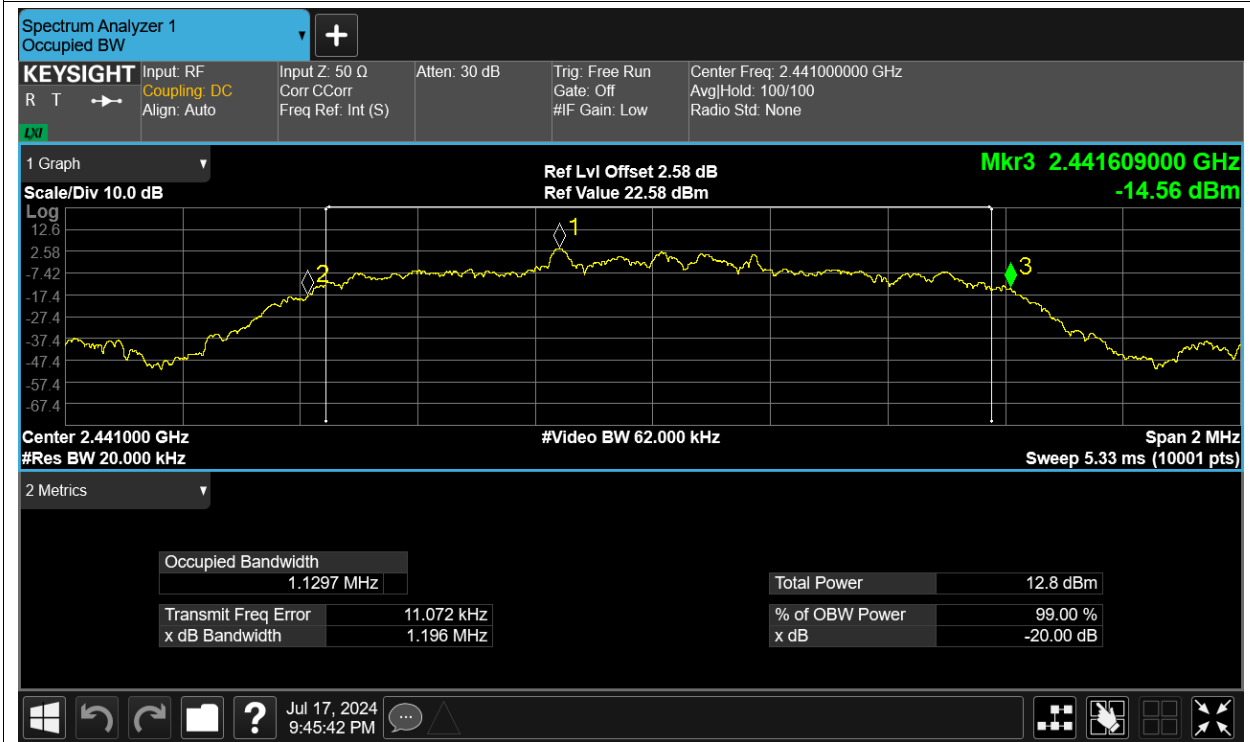 Spectrum Analyzer 1
Occupied BW
+
KEYSIGHT
R T
LXI
Input: RF
Coupling: DC
Align: Auto
Input Z: 50 Ω
Corr CCorr
Freq Ref: Int (S)
Atten: 30 dB
Trig: Free Run
Gate: Off
#IF Gain: Low
Center Freq: 2.441000000 GHz
Avg|Hold: 100/100
Radio Std: None
1 Graph
Scale/Div 10.0 dB
Ref Lvl Offset 2.58 dB
Ref Value 22.58 dBm
Mkr3 2.441609000 GHz
-14.56 dBm
Log
12.6
2.58
-7.42
-17.4
-27.4
-37.4
-47.4
-57.4
-67.4
1
2
3
Center 2.441000 GHz
#Res BW 20.000 kHz
#Video BW 62.000 kHz
Span 2 MHz
Sweep 5.33 ms (10001 pts)
2 Metrics
Occupied Bandwidth
1.1297 MHz
Transmit Freq Error 11.072 kHz
x dB Bandwidth 1.196 MHz
Total Power 12.8 dBm
% of OBW Power 99.00 %
x dB -20.00 dB
?
Jul 17, 2024
9:45:42 PM